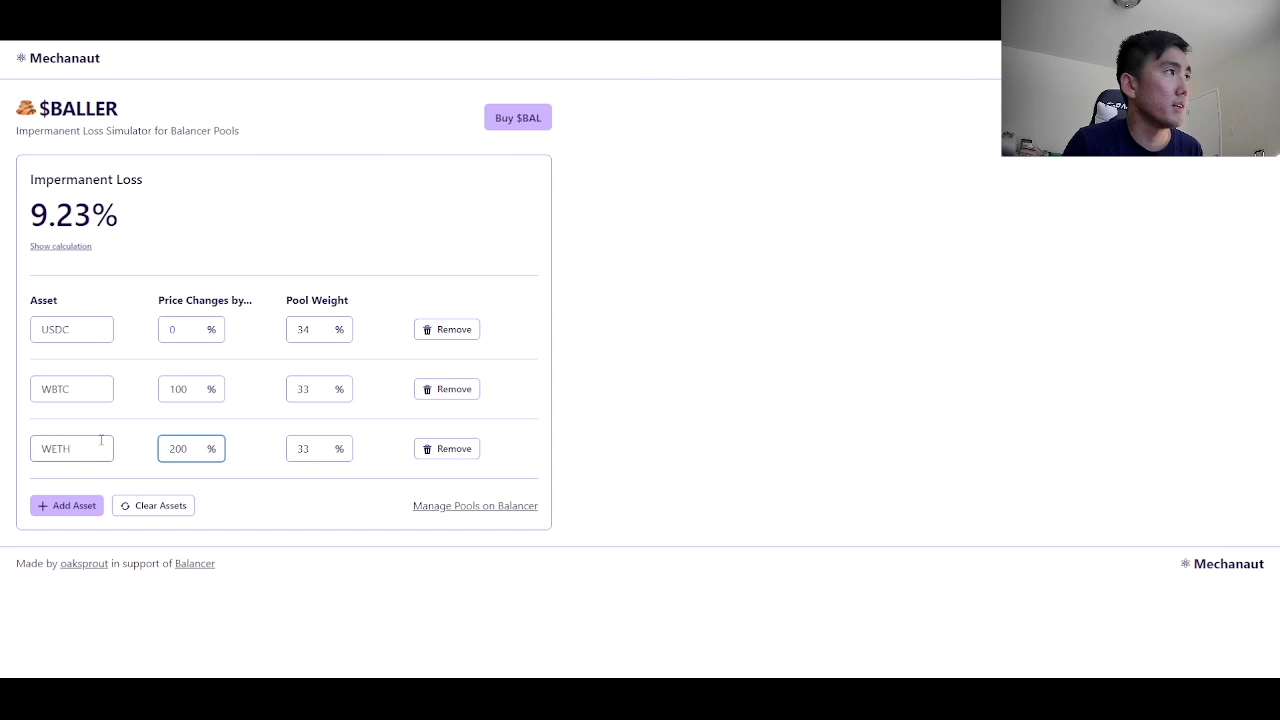 Mechanaut
$BALLER
Buy $BAL
Impermanent Loss Simulator for Balancer Pools
Impermanent Loss
9.23%
Show calculation
Asset Price Changes by... Pool Weight
USDC 0 % 34 % Remove
WBTC 100 % 33 % Remove
WETH 200 % 33 % Remove
+ Add Asset Clear Assets Manage Pools on Balancer
Made by oaksprout in support of Balancer
Mechanaut